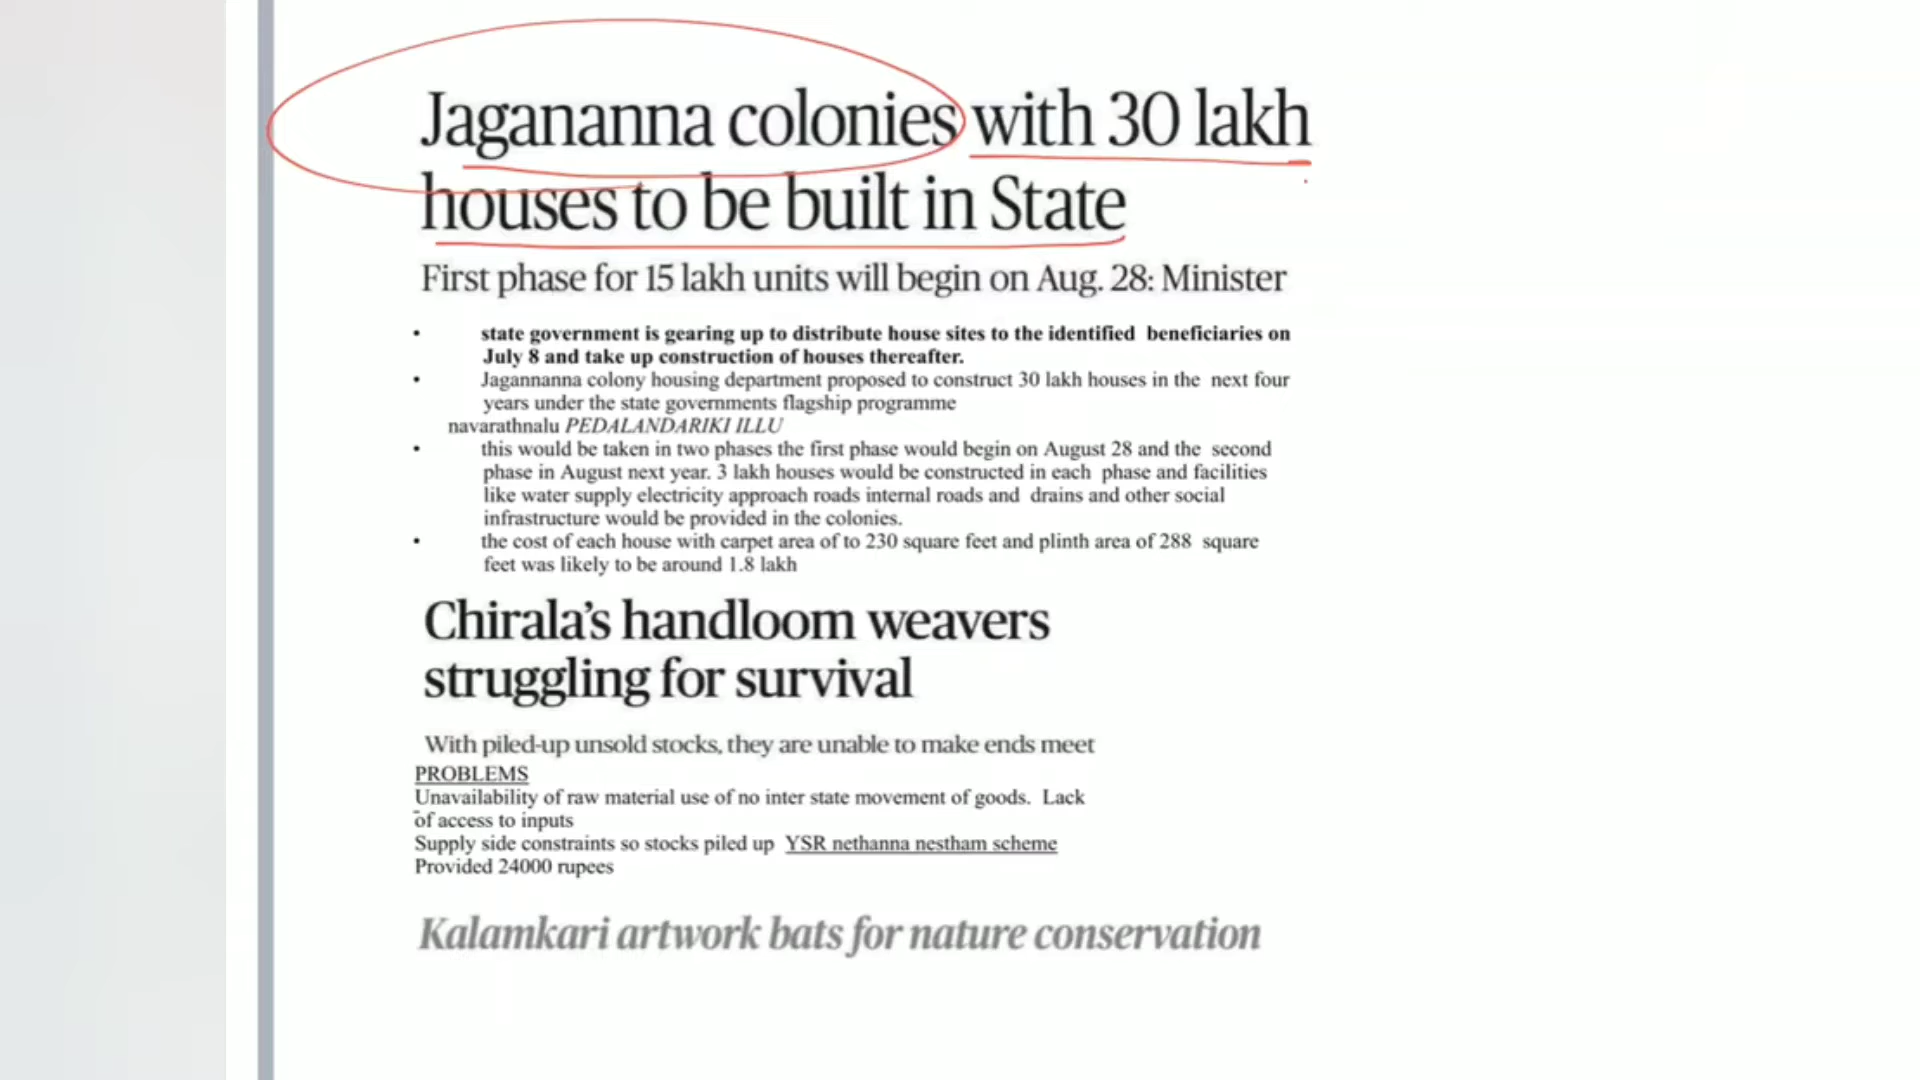 Jagananna colonies with 30 lakh
houses to be built in State
First phase for 15 lakh units will begin on Aug. 28: Minister
• state government is gearing up to distribute house sites to the identified beneficiaries on
July 8 and take up construction of houses thereafter.
• Jagannanna colony housing department proposed to construct 30 lakh houses in the next four
years under the state governments flagship programme
navarathnalu PEDALANDARIKI ILLU
• this would be taken in two phases the first phase would begin on August 28 and the second
phase in August next year. 3 lakh houses would be constructed in each phase and facilities
like water supply electricity approach roads internal roads and drains and other social
infrastructure would be provided in the colonies.
• the cost of each house with carpet area of to 230 square feet and plinth area of 288 square
feet was likely to be around 1.8 lakh
Chirala's handloom weavers
struggling for survival
With piled-up unsold stocks, they are unable to make ends meet
PROBLEMS
Unavailability of raw material use of no inter state movement of goods. Lack
of access to inputs
Supply side constraints so stocks piled up YSR nethanna nestham scheme
Provided 24000 rupees
Kalamkari artwork bats for nature conservation